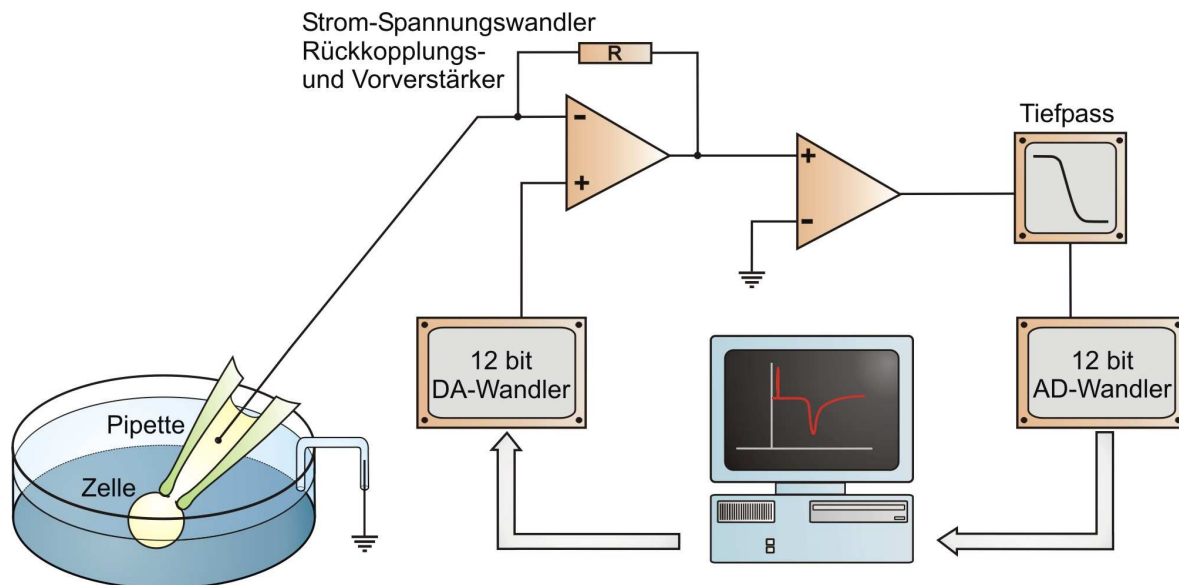 Strom-Spannungswandler
Rückkopplungs-
und Vorverstärker
R
-
+
+
-
Tiefpass
12 bit
DA-Wandler
12 bit
AD-Wandler
Pipette
Zelle